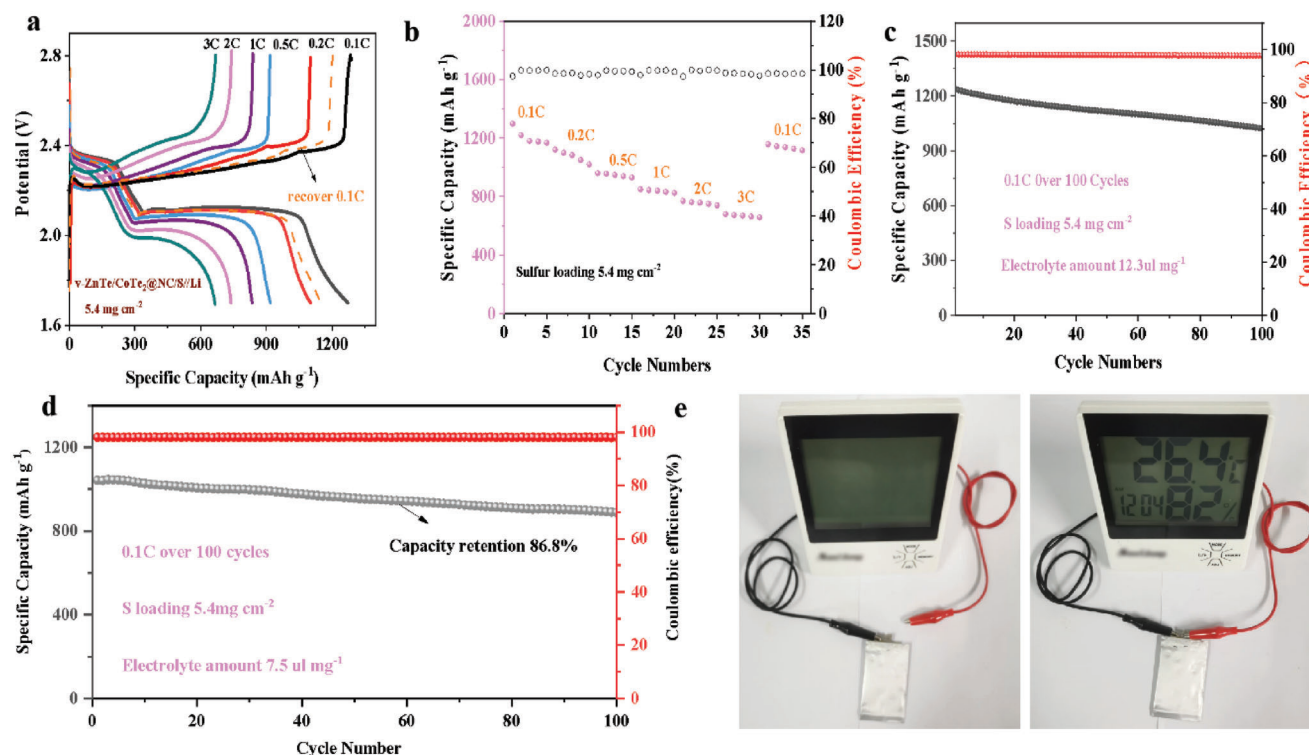 a
3C 2C 1C 0.5C 0.2C 0.1C
2.8
2.4
2.0
1.6
Potential (V)
recover 0.1C
v-ZnTe/CoTe₂@NC/S//Li
5.4 mg cm⁻²
0 300 600 900 1200
Specific Capacity (mAh g⁻¹)
b
2000
1600
1200
800
400
0
Specific Capacity (mAh g⁻¹)
120
100
80
60
40
20
0
Coulombic Efficiency (%)
0.1C
0.2C
0.5C
1C
2C
3C
0.1C
Sulfur loading 5.4 mg cm⁻²
0 5 10 15 20 25 30 35
Cycle Numbers
c
1500
1200
900
600
300
0
Specific Capacity (mAh g⁻¹)
100
80
60
40
20
0
Coulombic Efficiency (%)
0.1C 0ver 100 Cycles
S loading 5.4 mg cm⁻²
Electrolyte amount 12.3ul mg⁻¹
20 40 60 80 100
Cycle Numbers
d
1200
1000
800
600
400
200
0
Specific Capacity (mAh g⁻¹)
100
80
60
40
20
0
Coulombic efficiency(%)
Capacity retention 86.8%
0.1C over 100 cycles
S loading 5.4mg cm⁻²
Electrolyte amount 7.5 ul mg⁻¹
0 20 40 60 80 100
Cycle Number
e
26.4 °C
12 04 82 %